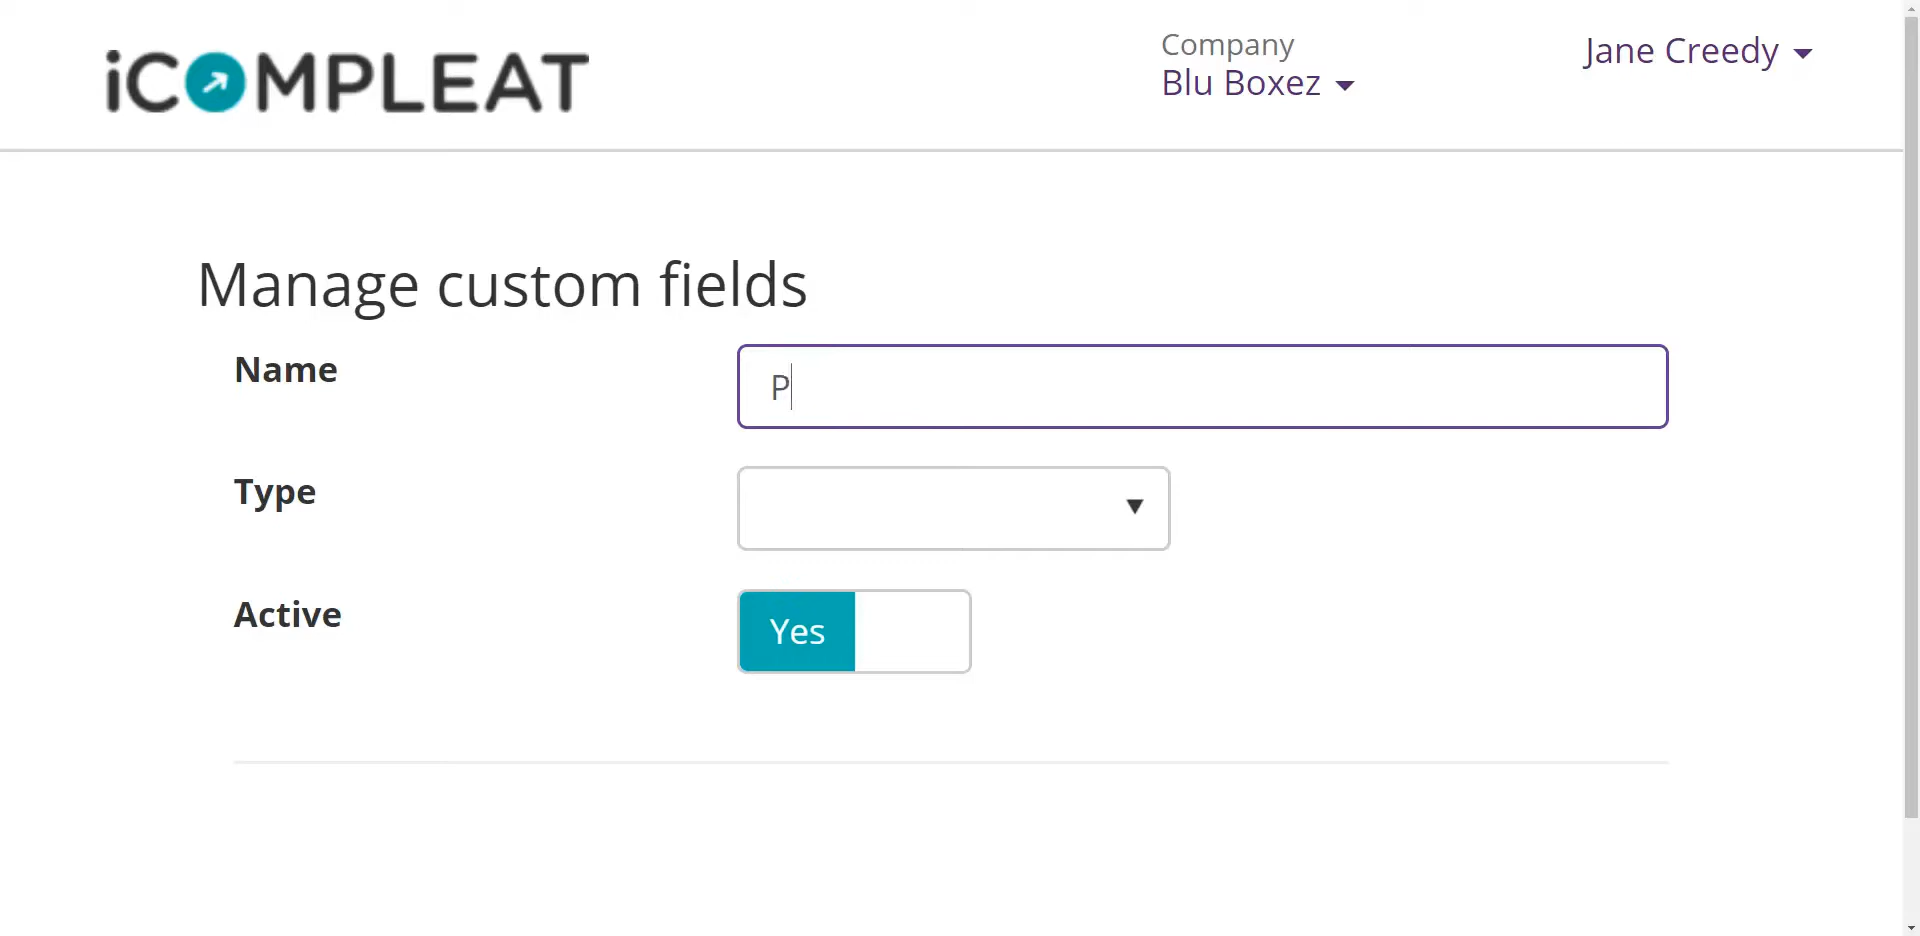 iCOMPLEAT
Company
Blu Boxez
Jane Creedy
Manage custom fields
Name
P
Type
Active
Yes